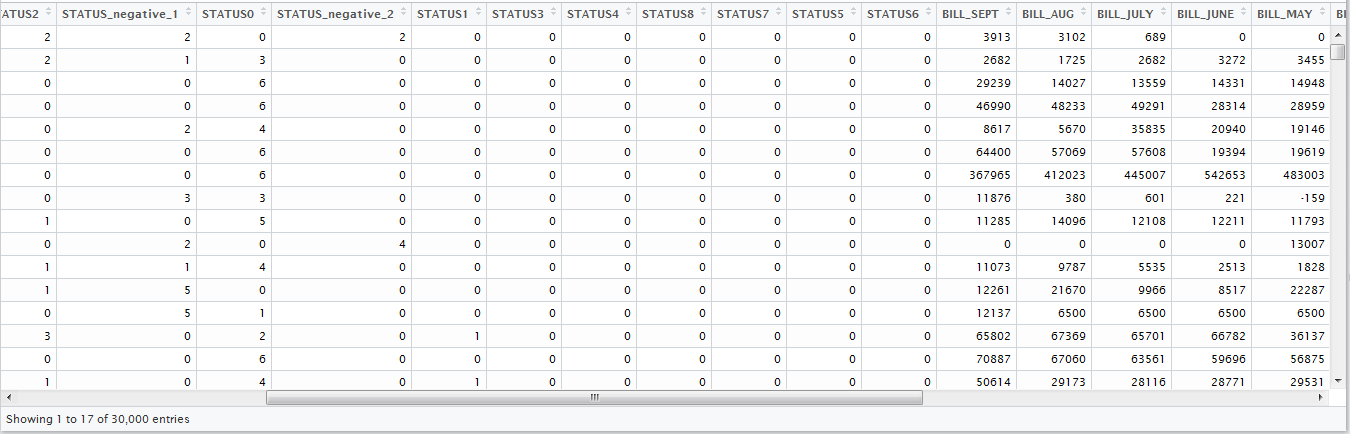 TATUS2 STATUS_negative_1 STATUS0 STATUS_negative_2 STATUS1 STATUS3 STATUS4 STATUS8 STATUS7 STATUS5 STATUS6 BILL_SEPT BILL_AUG BILL_JULY BILL_JUNE BILL_MAY BI
2 2 0 2 0 0 0 0 0 0 0 3913 3102 689 0 0
2 1 3 0 0 0 0 0 0 0 0 2682 1725 2682 3272 3455
0 0 6 0 0 0 0 0 0 0 0 29239 14027 13559 14331 14948
0 0 6 0 0 0 0 0 0 0 0 46990 48233 49291 28314 28959
0 2 4 0 0 0 0 0 0 0 0 8617 5670 35835 20940 19146
0 0 6 0 0 0 0 0 0 0 0 64400 57069 57608 19394 19619
0 0 6 0 0 0 0 0 0 0 0 367965 412023 445007 542653 483003
0 3 3 0 0 0 0 0 0 0 0 11876 380 601 221 -159
1 0 5 0 0 0 0 0 0 0 0 11285 14096 12108 12211 11793
0 2 0 4 0 0 0 0 0 0 0 0 0 0 0 13007
1 1 4 0 0 0 0 0 0 0 0 11073 9787 5535 2513 1828
1 5 0 0 0 0 0 0 0 0 0 12261 21670 9966 8517 22287
0 5 1 0 0 0 0 0 0 0 0 12137 6500 6500 6500 6500
3 0 2 0 1 0 0 0 0 0 0 65802 67369 65701 66782 36137
0 0 6 0 0 0 0 0 0 0 0 70887 67060 63561 59696 56875
1 0 4 0 1 0 0 0 0 0 0 50614 29173 28116 28771 29531
Showing 1 to 17 of 30,000 entries